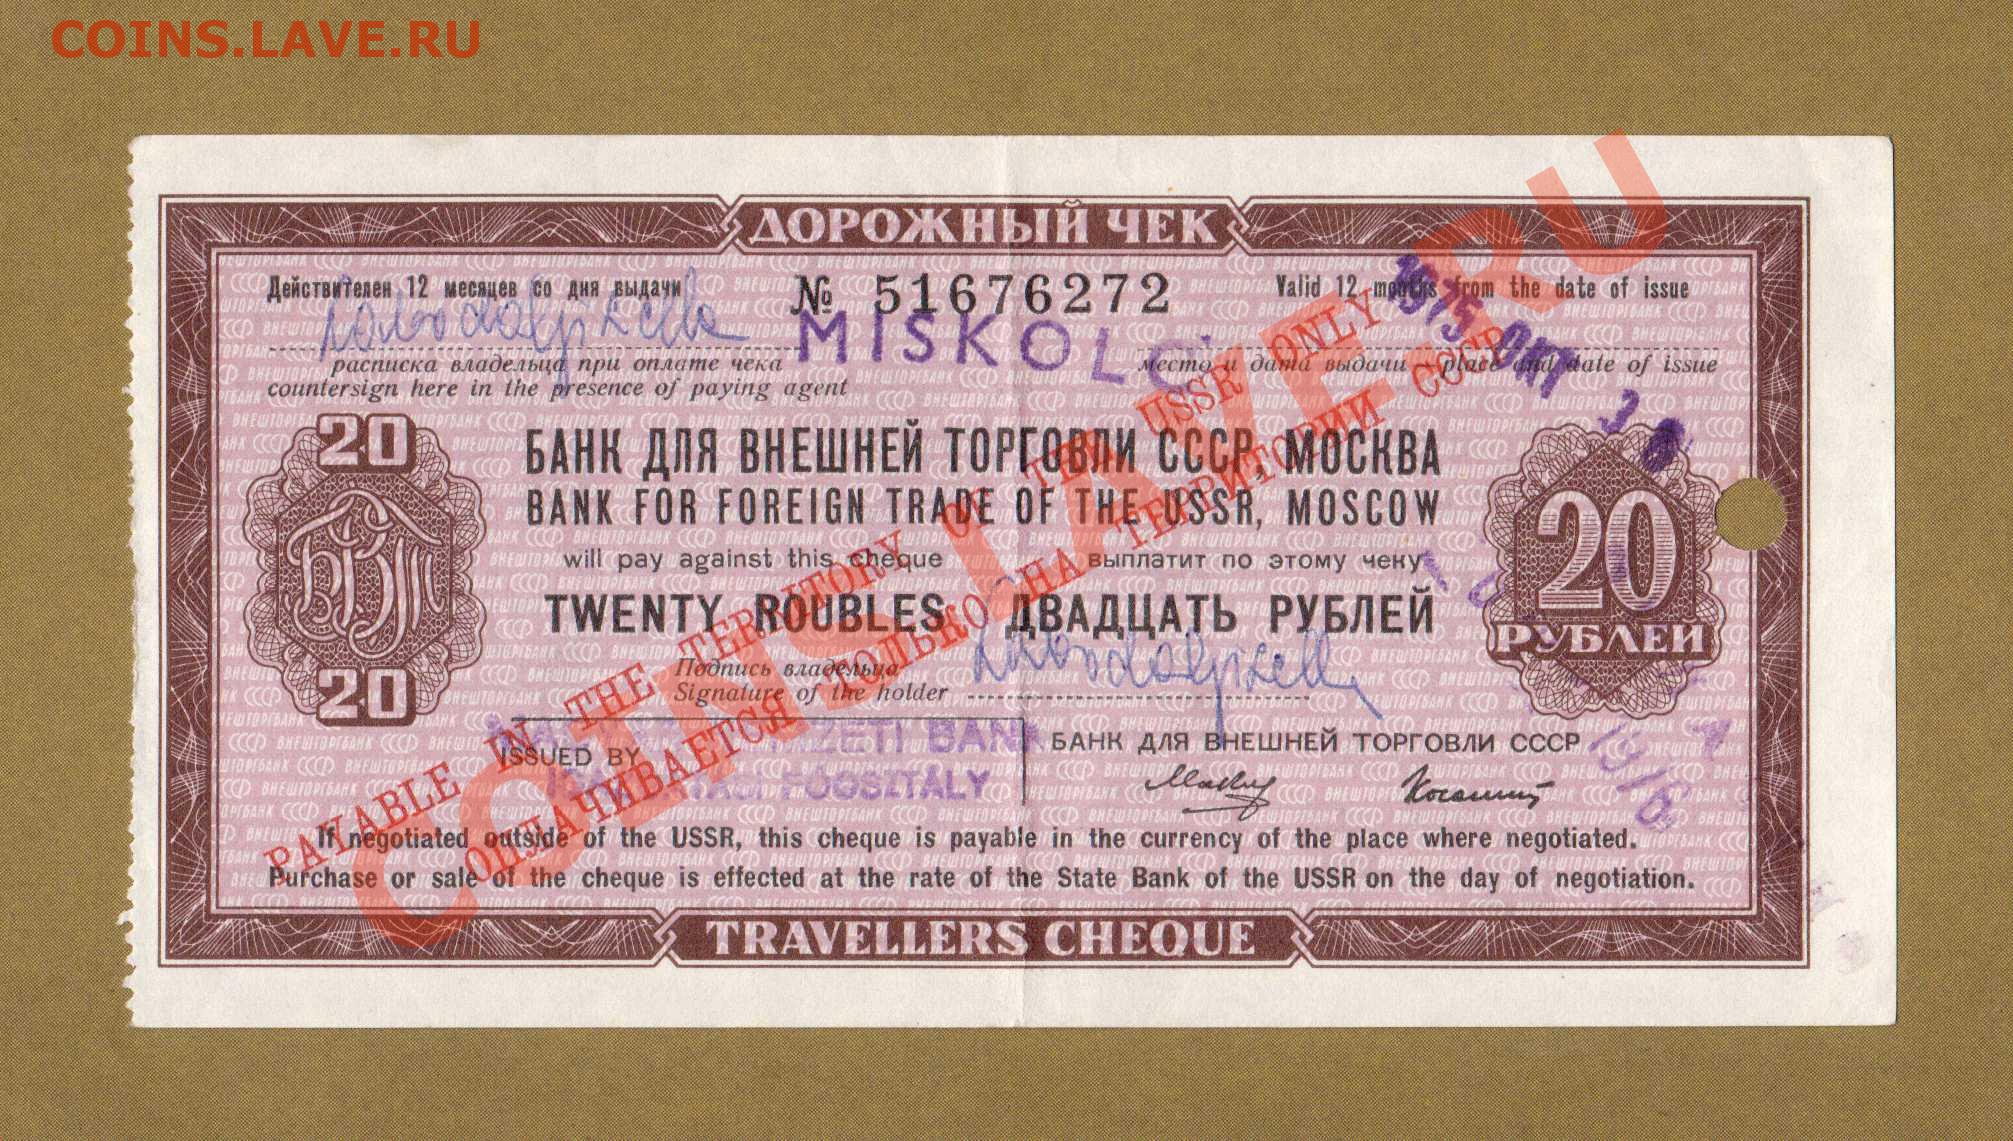 COINS.LAVE.RU
ДОРОЖНЫЙ ЧЕК
Действителен 12 месяцев со дня выдачи
№ 51676272
Valid 12 months from the date of issue
1975 ОКТ 3
MISKOLC
расписка владельца при оплате чека
countersign here in the presence of paying agent
место и дата выдачи place and date of issue
20
БАНК ДЛЯ ВНЕШНЕЙ ТОРГОВЛИ СССР, МОСКВА
BANK FOR FOREIGN TRADE OF THE USSR, MOSCOW
will pay against this cheque выплатит по этому чеку
TWENTY ROUBLES ДВАДЦАТЬ РУБЛЕЙ
БВТ
20
20
РУБЛЕЙ
Подпись владельца
Signature of the holder
PAYABLE IN THE TERRITORY OF THE USSR ONLY
ОПЛАЧИВАЕТСЯ ТОЛЬКО НА ТЕРРИТОРИИ СССР
COINS.LAVE.RU
NEMZETI BANK
ISSUED BY
FŐOSZTÁLY
БАНК ДЛЯ ВНЕШНЕЙ ТОРГОВЛИ СССР
If negotiated outside of the USSR, this cheque is payable in the currency of the place where negotiated.
Purchase or sale of the cheque is effected at the rate of the State Bank of the USSR on the day of negotiation.
TRAVELLERS CHEQUE